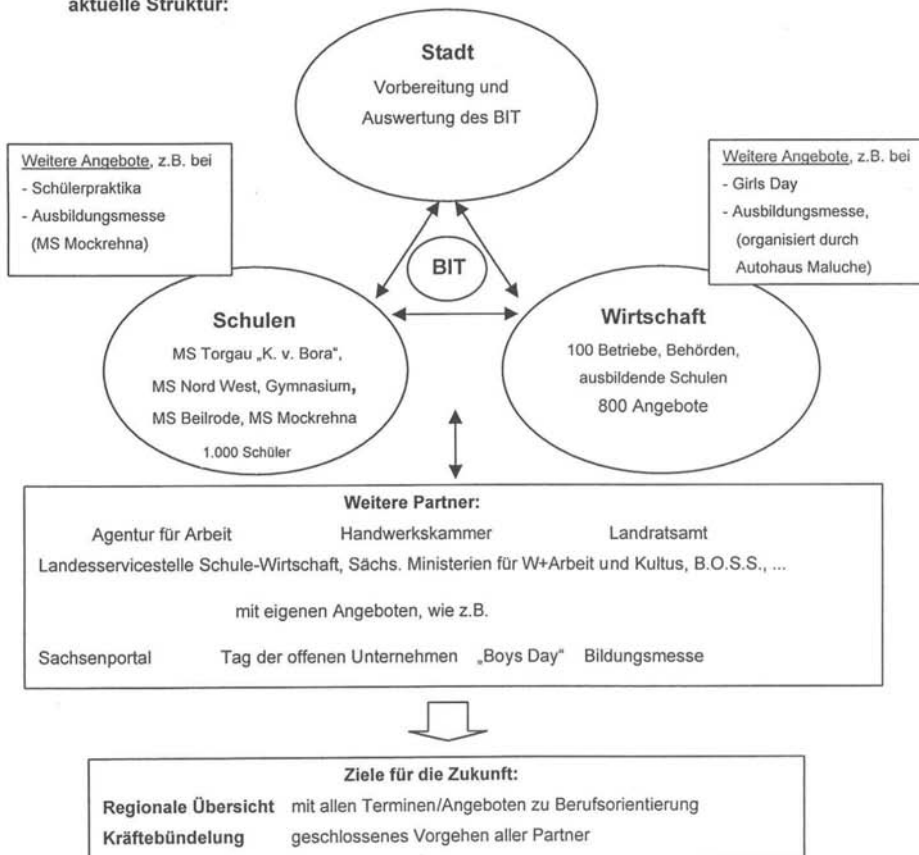 aktuelle Struktur:
Stadt
Vorbereitung und
Auswertung des BIT
Weitere Angebote, z.B. bei
- Schülerpraktika
- Ausbildungsmesse
(MS Mockrehna)
Weitere Angebote, z.B. bei
- Girls Day
- Ausbildungsmesse,
(organisiert durch
Autohaus Maluche)
BIT
Schulen
MS Torgau „K. v. Bora",
MS Nord West, Gymnasium,
MS Beilrode, MS Mockrehna
1.000 Schüler
Wirtschaft
100 Betriebe, Behörden,
ausbildende Schulen
800 Angebote
Weitere Partner:
Agentur für Arbeit Handwerkskammer Landratsamt
Landesservicestelle Schule-Wirtschaft, Sächs. Ministerien für W+Arbeit und Kultus, B.O.S.S., ...
mit eigenen Angeboten, wie z.B.
Sachsenportal Tag der offenen Unternehmen „Boys Day" Bildungsmesse
Ziele für die Zukunft:
Regionale Übersicht mit allen Terminen/Angeboten zu Berufsorientierung
Kräftebündelung geschlossenes Vorgehen aller Partner